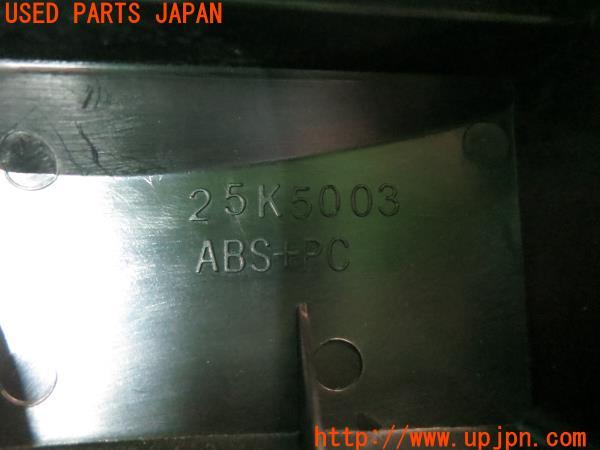 USED PARTS JAPAN
25K5003
ABS+PC
http://www.upjpn.com/